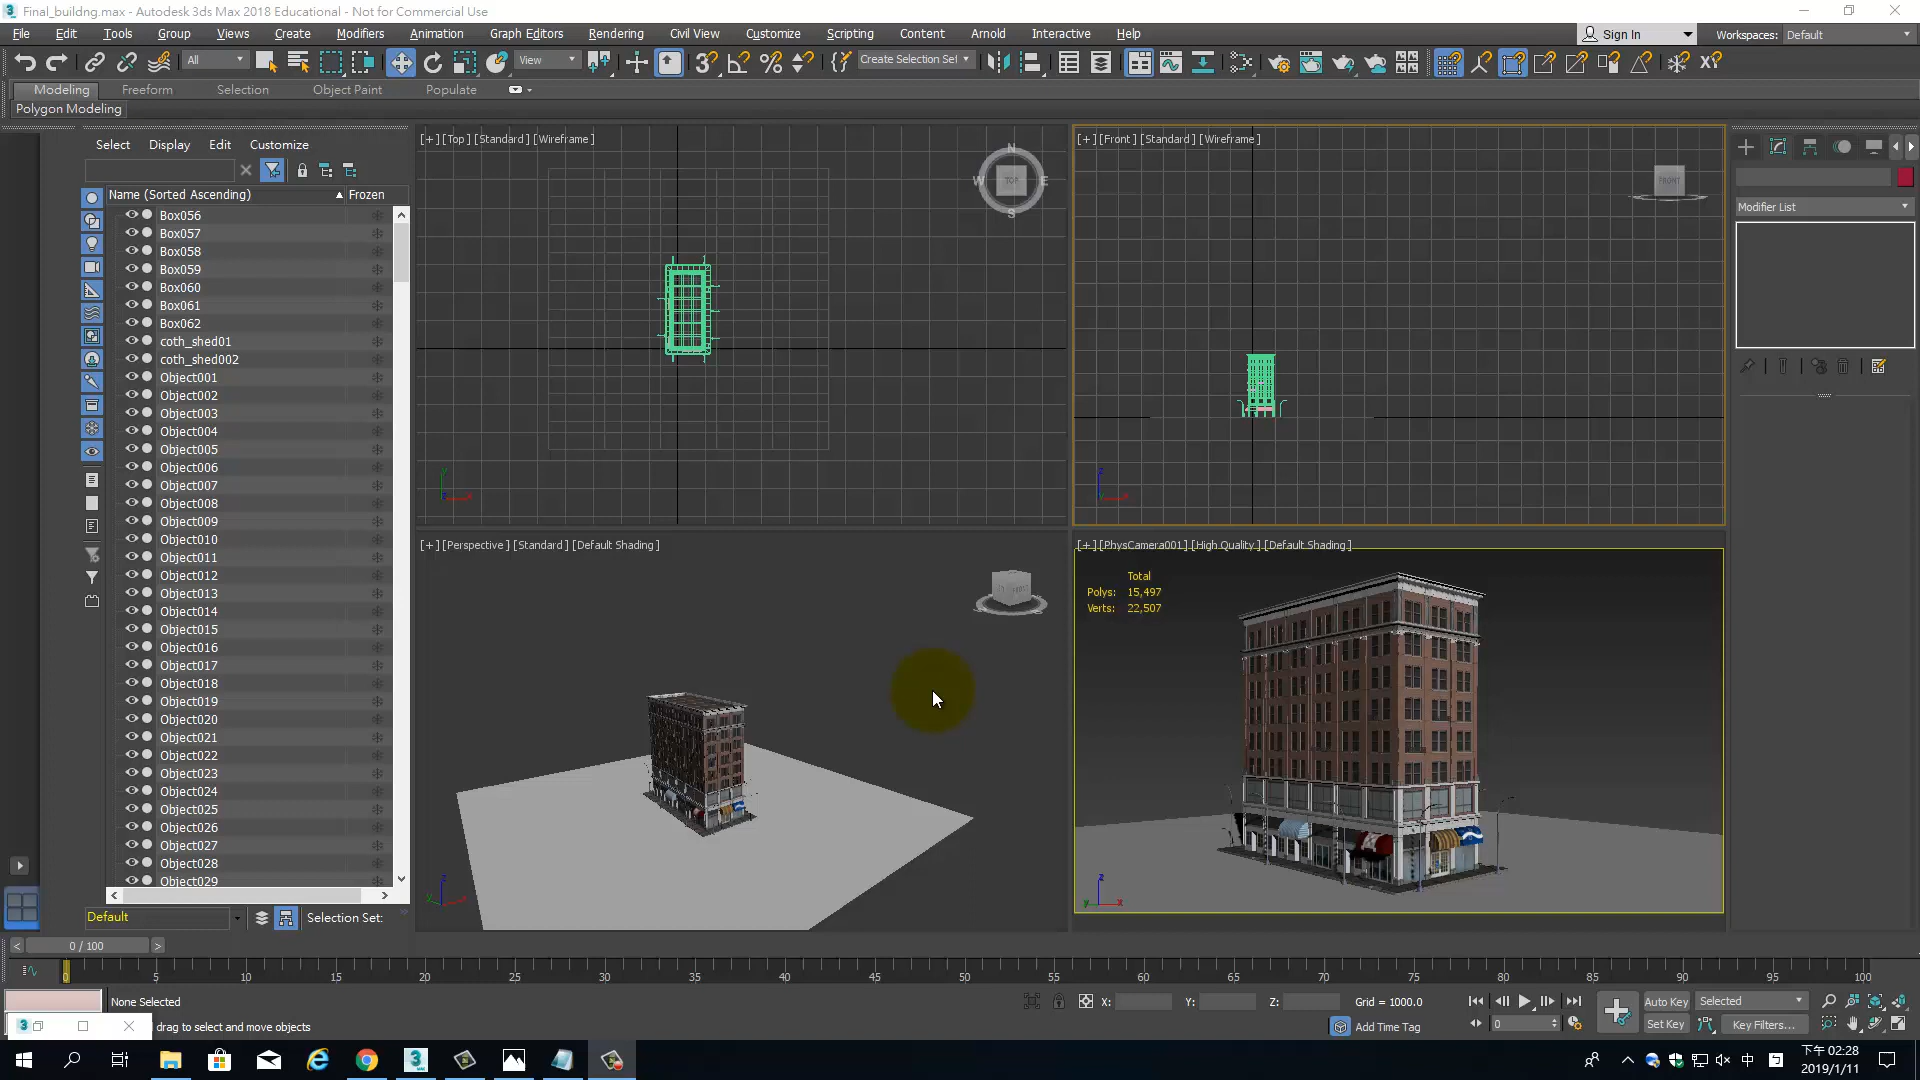 Final_buildng.max - Autodesk 3ds Max 2018 Educational - Not for Commercial Use
File Edit Tools Group Views Create Modifiers Animation Graph Editors Rendering Civil View Customize Scripting Content Arnold Interactive Help
Sign In Workspaces: Default
All View Create Selection Set
Modeling Freeform Selection Object Paint Populate
Polygon Modeling
Select Display Edit Customize
Name (Sorted Ascending) Frozen
Box056
Box057
Box058
Box059
Box060
Box061
Box062
coth_shed01
coth_shed002
Object001
Object002
Object003
Object004
Object005
Object006
Object007
Object008
Object009
Object010
Object011
Object012
Object013
Object014
Object015
Object016
Object017
Object018
Object019
Object020
Object021
Object022
Object023
Object024
Object025
Object026
Object027
Object028
Object029
Default Selection Set:
[+] [Top] [Standard] [Wireframe]
N
W TOP E
S
[+] [Front] [Standard] [Wireframe]
FRONT
[+] [Perspective] [Standard] [Default Shading]
[+] [PhysCamera001] [High Quality] [Default Shading]
Total
Polys: 15,497
Verts: 22,507
Modifier List
0 / 100
0 5 10 15 20 25 30 35 40 45 50 55 60 65 70 75 80 85 90 95 100
None Selected
drag to select and move objects
X: Y: Z: Grid = 1000.0
Add Time Tag
0
Auto Key Selected
Set Key Key Filters...
中
下午 02:28
2019/1/11